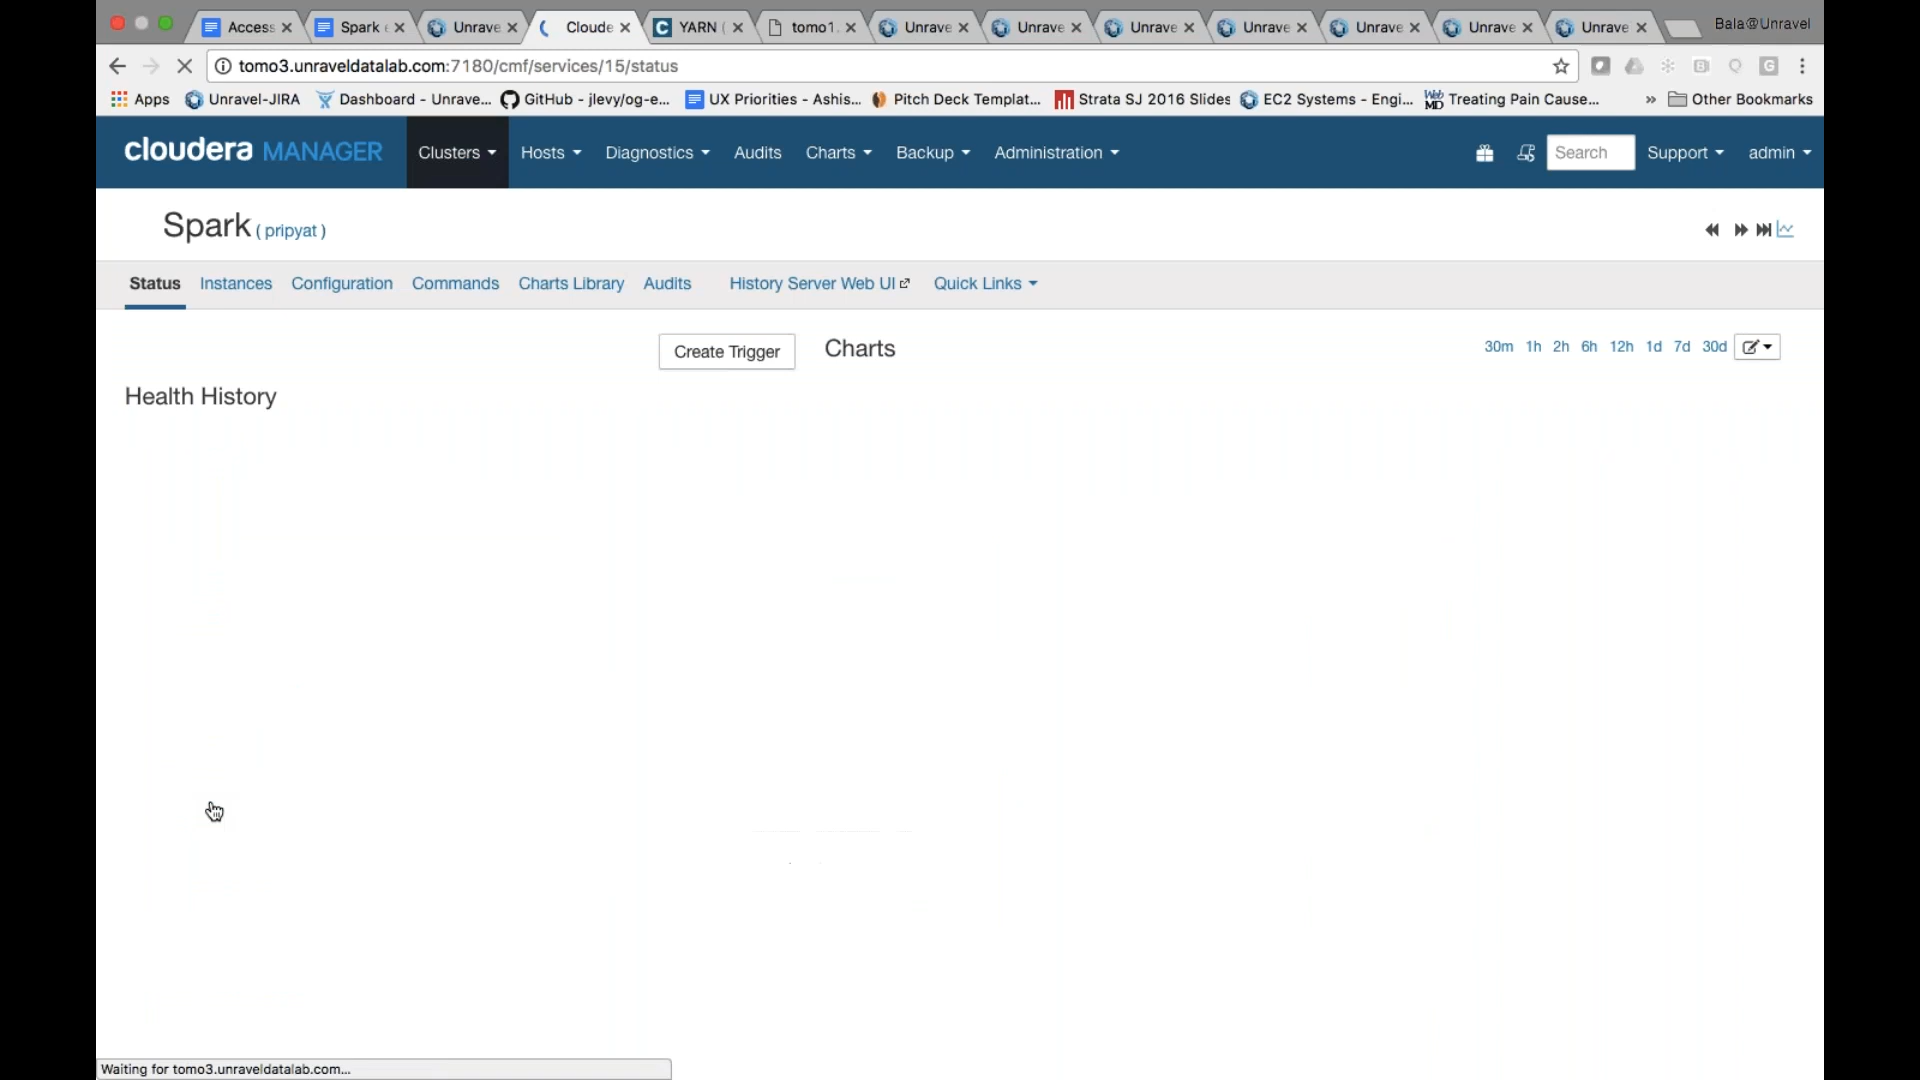 Access Spark e Unrave Cloude YARN ( tomo1. Unrave Unrave Unrave Unrave Unrave Unrave Unrave Bala@Unravel
tomo3.unraveldatalab.com:7180/cmf/services/15/status
Apps Unravel-JIRA Dashboard - Unrave... GitHub - jlevy/og-e... UX Priorities - Ashis... Pitch Deck Templat... Strata SJ 2016 Slides EC2 Systems - Engi... Web MD Treating Pain Cause... » Other Bookmarks
cloudera MANAGER Clusters Hosts Diagnostics Audits Charts Backup Administration Search Support admin
Spark ( pripyat )
Status Instances Configuration Commands Charts Library Audits History Server Web UI Quick Links
Create Trigger Charts 30m 1h 2h 6h 12h 1d 7d 30d
Health History
Waiting for tomo3.unraveldatalab.com...